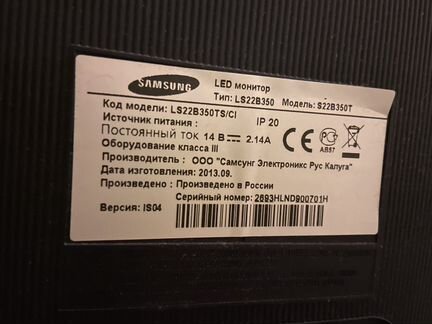 SAMSUNG
LED монитор
Тип: LS22B350 Модель: S22B350T
Код модели: LS22B350TS/CI
Источник питания: IP 20
Постоянный ток 14 В 2.14A
Оборудование класса III
АВ57
Производитель: ООО "Самсунг Электроникс Рус Калуга"
Дата изготовления: 2013.09.
Произведено: Произведено в России
Серийный номер: 2693HLND900701H
Версия: IS04